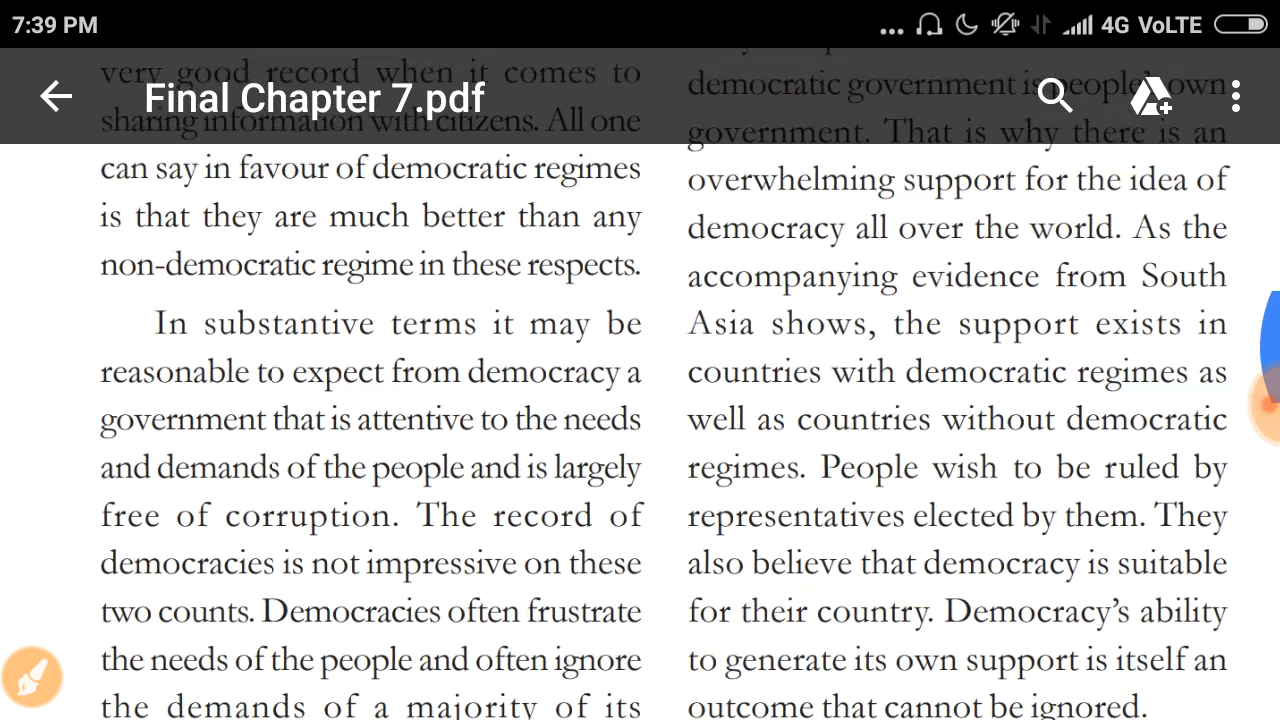 7:39 PM
4G VoLTE
Final Chapter 7.pdf
very good record when it comes to
sharing information with citizens. All one
can say in favour of democratic regimes
is that they are much better than any
non-democratic regime in these respects.
In substantive terms it may be
reasonable to expect from democracy a
government that is attentive to the needs
and demands of the people and is largely
free of corruption. The record of
democracies is not impressive on these
two counts. Democracies often frustrate
the needs of the people and often ignore
the demands of a majority of its
democratic government is people's own
government. That is why there is an
overwhelming support for the idea of
democracy all over the world. As the
accompanying evidence from South
Asia shows, the support exists in
countries with democratic regimes as
well as countries without democratic
regimes. People wish to be ruled by
representatives elected by them. They
also believe that democracy is suitable
for their country. Democracy's ability
to generate its own support is itself an
outcome that cannot be ignored.